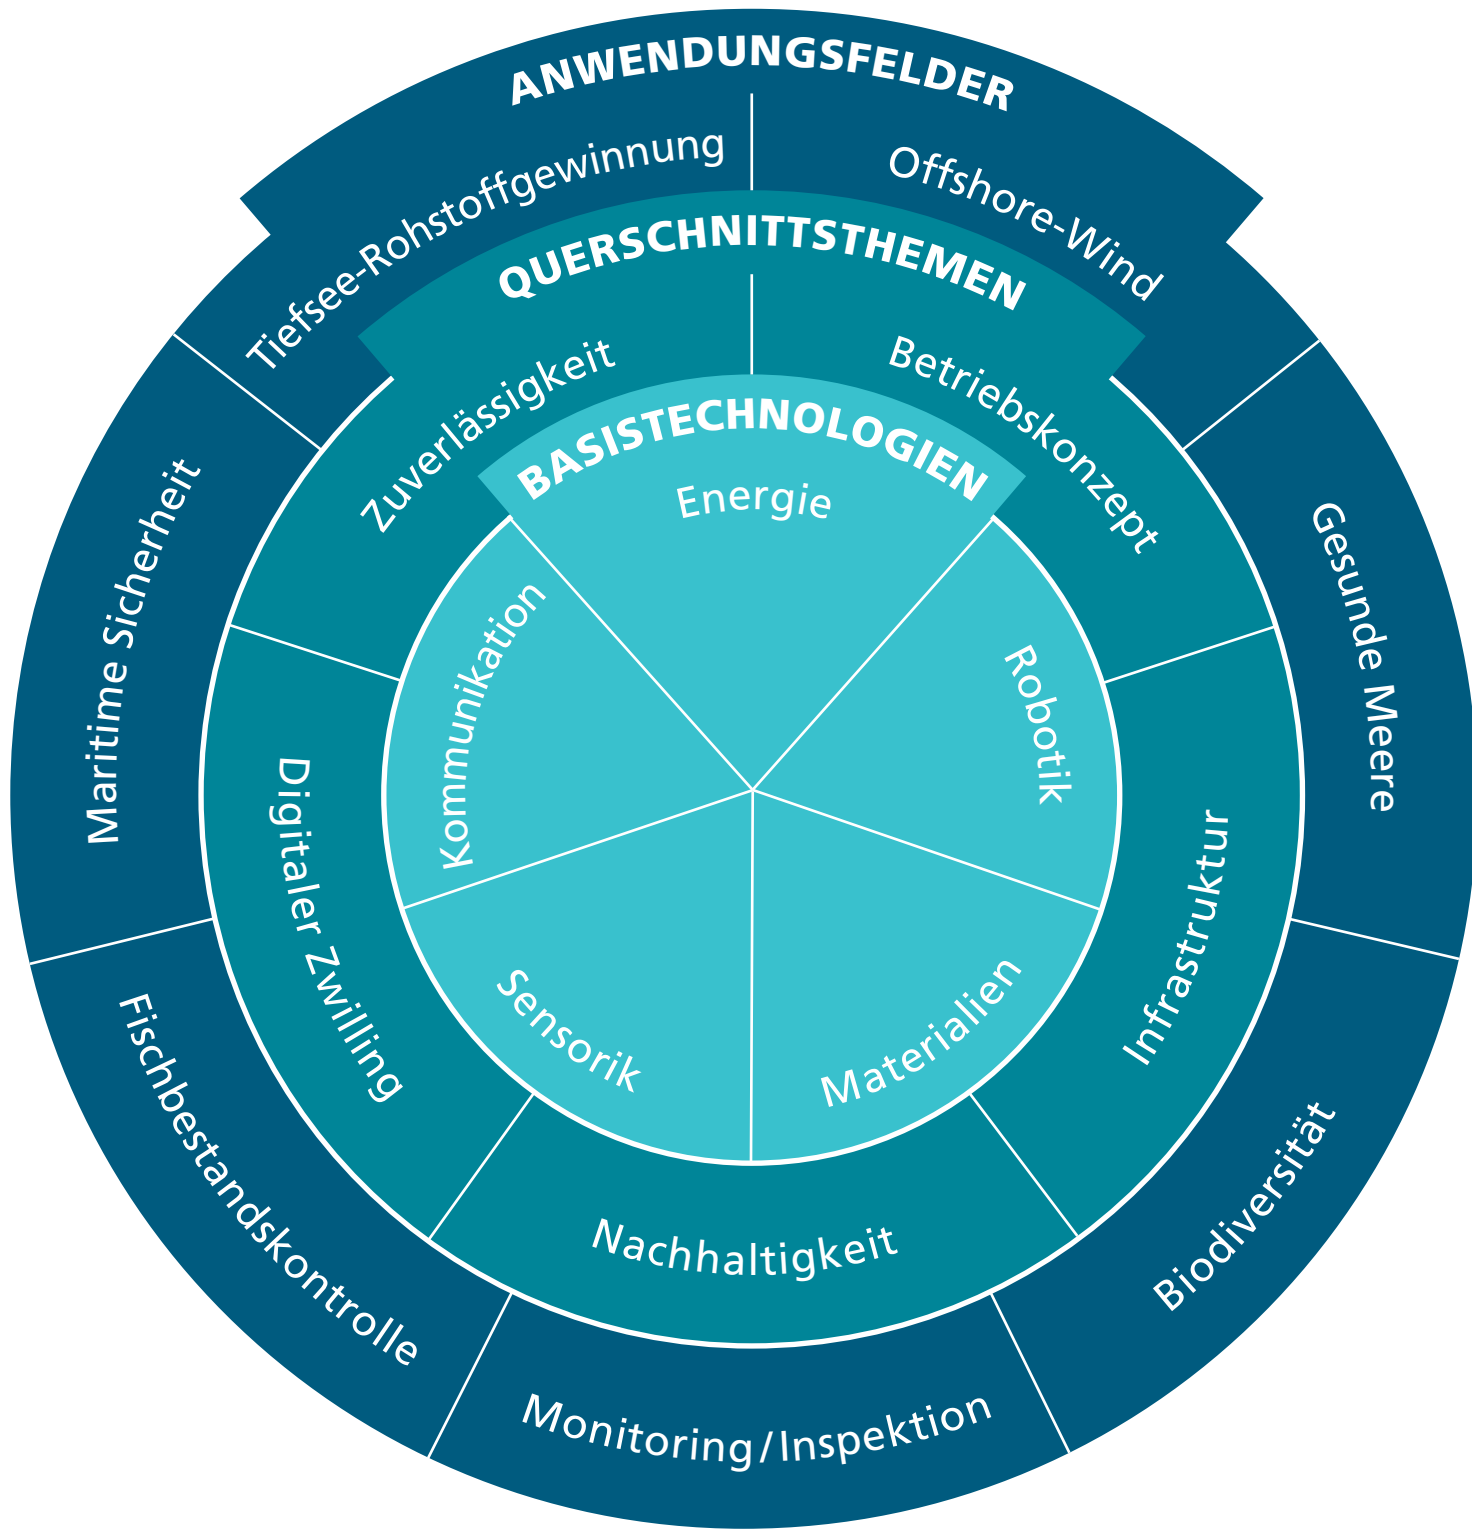 ANWENDUNGSFELDER
Tiefsee-Rohstoffgewinnung
Offshore-Wind
Gesunde Meere
Biodiversität
Monitoring/Inspektion
Fischbestandskontrolle
Maritime Sicherheit
QUERSCHNITTSTHEMEN
Zuverlässigkeit
Betriebskonzept
Infrastruktur
Nachhaltigkeit
Digitaler Zwilling
BASISTECHNOLOGIEN
Energie
Robotik
Materialien
Sensorik
Kommunikation